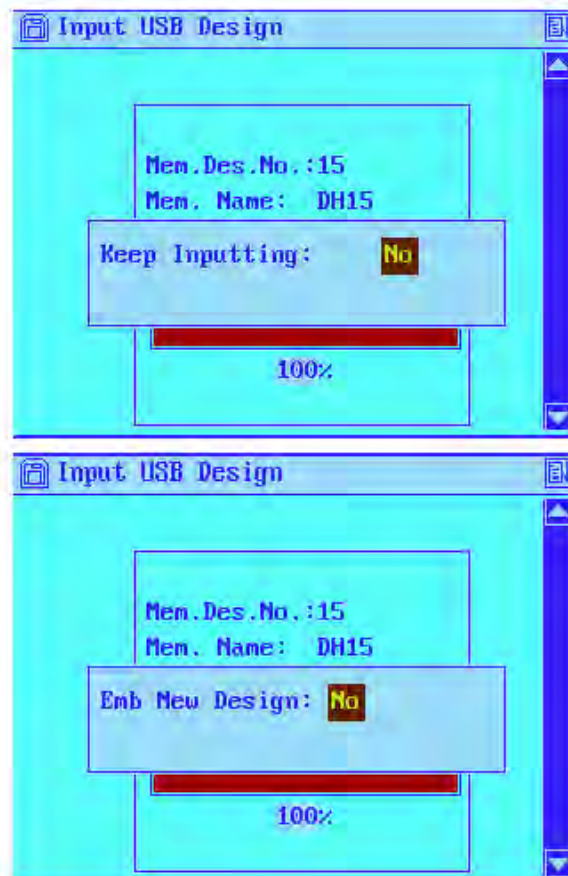 Input USB Design
Mem.Des.No.:15
Mem. Name: DH15
Keep Inputting: No
100%
Input USB Design
Mem.Des.No.:15
Mem. Name: DH15
Emb New Design: No
100%